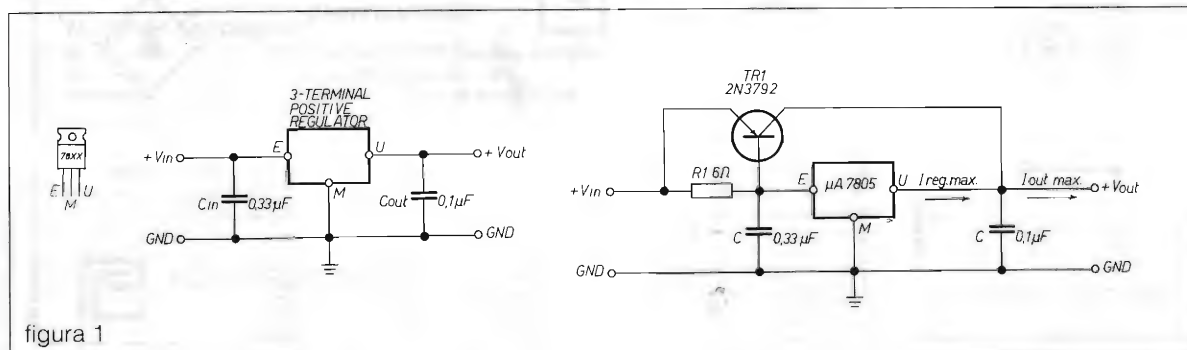 3-TERMINAL
POSITIVE
REGULATOR
78XX
E U
M
+Vin E U +Vout
M
Cin 0,33µF
Cout 0,1µF
GND GND
TR1
2N3792
+Vin R1 6Ω E µA 7805 U I reg.max. I out max. +Vout
M
C 0,33µF
C 0,1µF
GND GND
figura 1